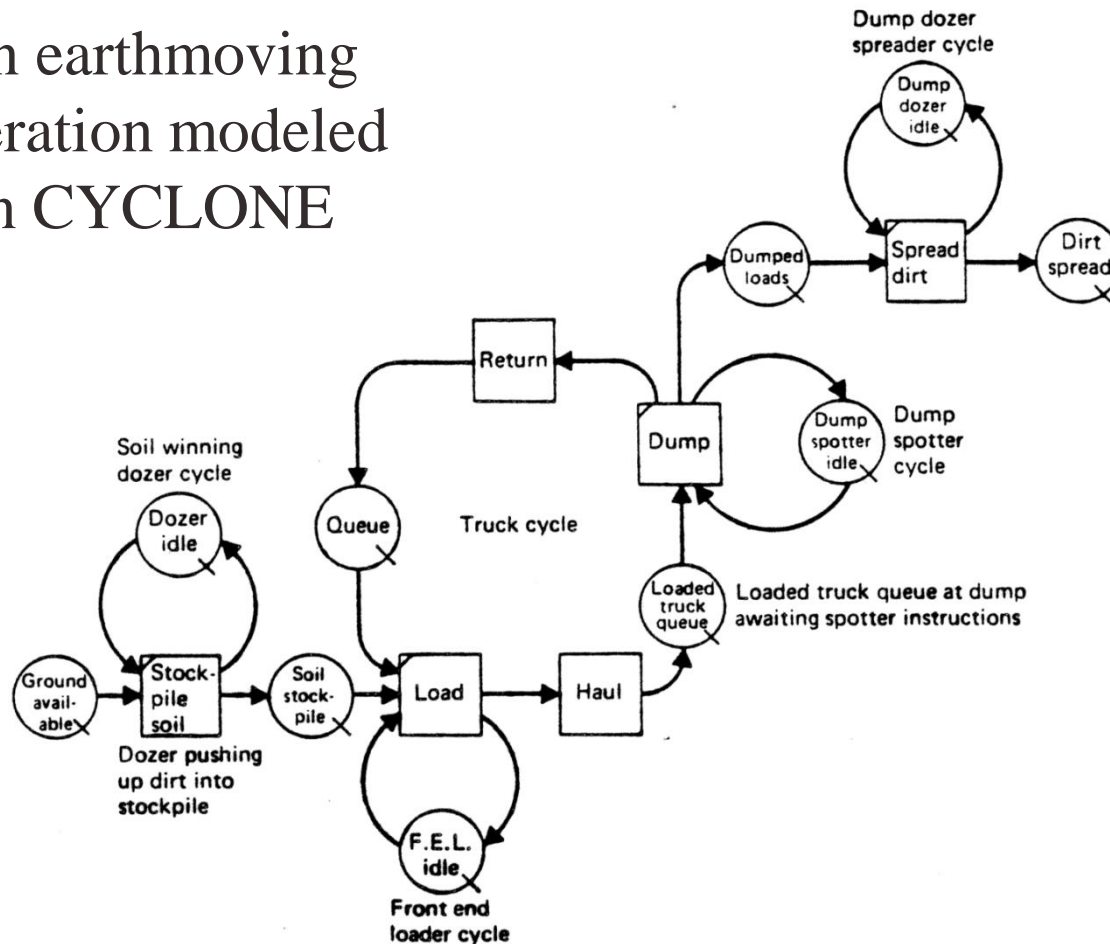 n earthmoving
eration modeled
n CYCLONE
Dump dozer
spreader cycle
Dump
dozer
idle
Dumped
loads
Spread
dirt
Dirt
spread
Return
Dump
Dump
spotter
idle
Dump
spotter
cycle
Soil winning
dozer cycle
Dozer
idle
Queue
Truck cycle
Loaded
truck
queue
Loaded truck queue at dump
awaiting spotter instructions
Ground
avail-
able
Stock-
pile
soil
Soil
stock-
pile
Load
Haul
Dozer pushing
up dirt into
stockpile
F.E.L.
idle
Front end
loader cycle